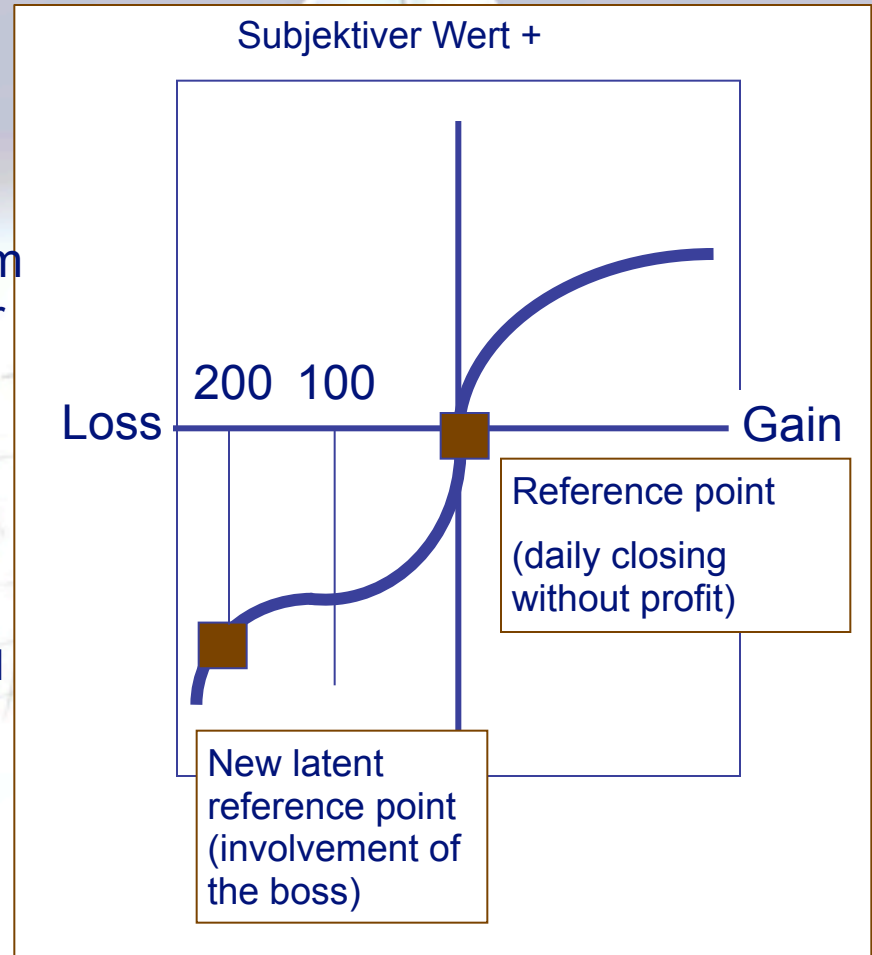 Subjektiver Wert +
m
200 100
Loss
Gain
Reference point
(daily closing
without profit)
New latent
reference point
(involvement of
the boss)